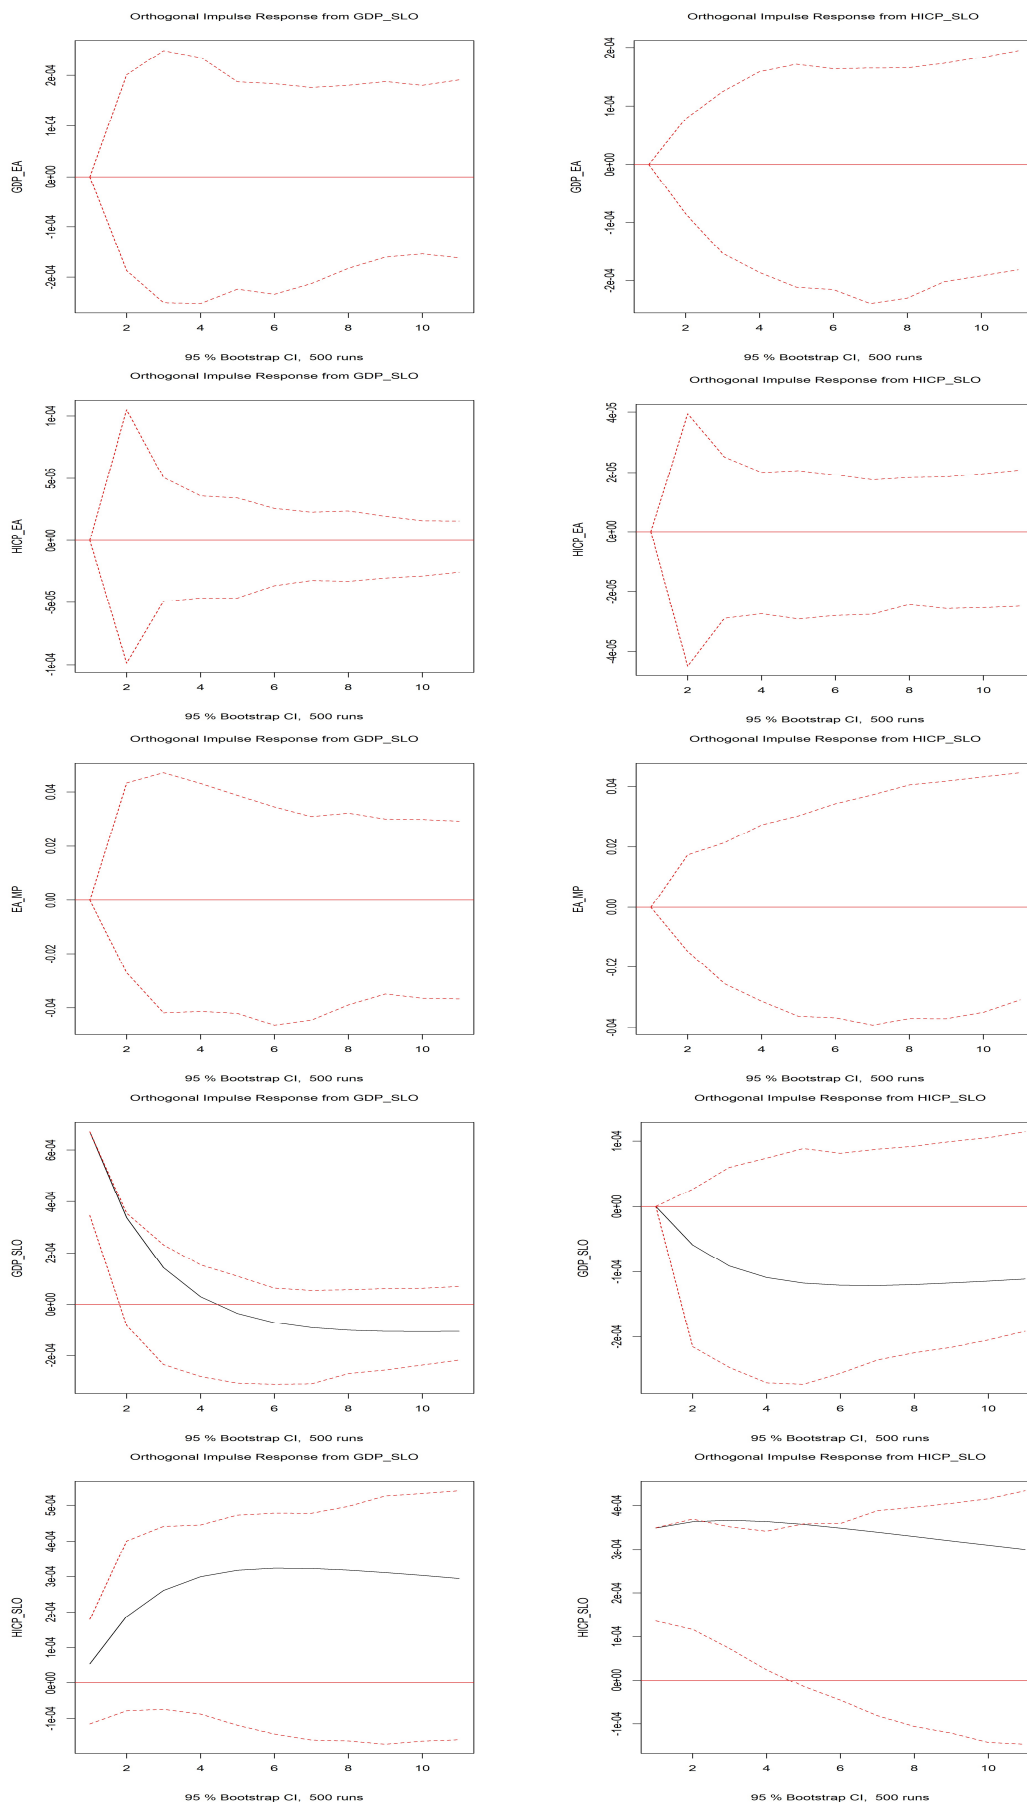 Orthogonal Impulse Response from GDP_SLO
GDP_EA
2e-04
1e-04
0e+00
-1e-04
-2e-04
2 4 6 8 10
95 % Bootstrap CI, 500 runs
Orthogonal Impulse Response from HICP_SLO
GDP_EA
2e-04
1e-04
0e+00
-1e-04
-2e-04
2 4 6 8 10
95 % Bootstrap CI, 500 runs
Orthogonal Impulse Response from GDP_SLO
HICP_EA
1e-04
5e-05
0e+00
-5e-05
-1e-04
2 4 6 8 10
95 % Bootstrap CI, 500 runs
Orthogonal Impulse Response from HICP_SLO
HICP_EA
4e-05
2e-05
0e+00
-2e-05
-4e-05
2 4 6 8 10
95 % Bootstrap CI, 500 runs
Orthogonal Impulse Response from GDP_SLO
EA_MP
0.04
0.02
0.00
-0.02
-0.04
2 4 6 8 10
95 % Bootstrap CI, 500 runs
Orthogonal Impulse Response from HICP_SLO
EA_MP
0.04
0.02
0.00
-0.02
-0.04
2 4 6 8 10
95 % Bootstrap CI, 500 runs
Orthogonal Impulse Response from GDP_SLO
GDP_SLO
6e-04
4e-04
2e-04
0e+00
-2e-04
2 4 6 8 10
95 % Bootstrap CI, 500 runs
Orthogonal Impulse Response from HICP_SLO
GDP_SLO
1e-04
0e+00
-1e-04
-2e-04
2 4 6 8 10
95 % Bootstrap CI, 500 runs
Orthogonal Impulse Response from GDP_SLO
HICP_SLO
5e-04
4e-04
3e-04
2e-04
1e-04
0e+00
-1e-04
2 4 6 8 10
95 % Bootstrap CI, 500 runs
Orthogonal Impulse Response from HICP_SLO
HICP_SLO
4e-04
3e-04
2e-04
1e-04
0e+00
-1e-04
2 4 6 8 10
95 % Bootstrap CI, 500 runs